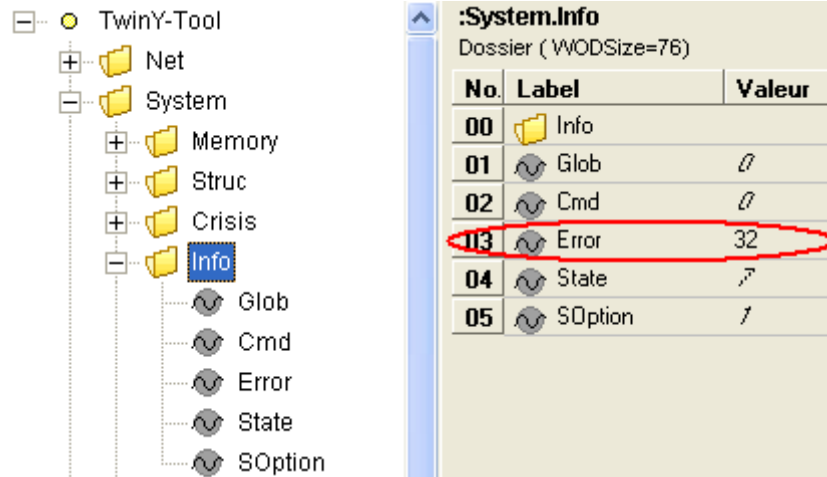 TwinY-Tool
Net
System
Memory
Struc
Crisis
Info
Glob
Cmd
Error
State
SOption
:System.Info
Dossier ( WODSize=76)
No. Label Valeur
00 Info
01 Glob 0
02 Cmd 0
03 Error 32
04 State 7
05 SOption 1